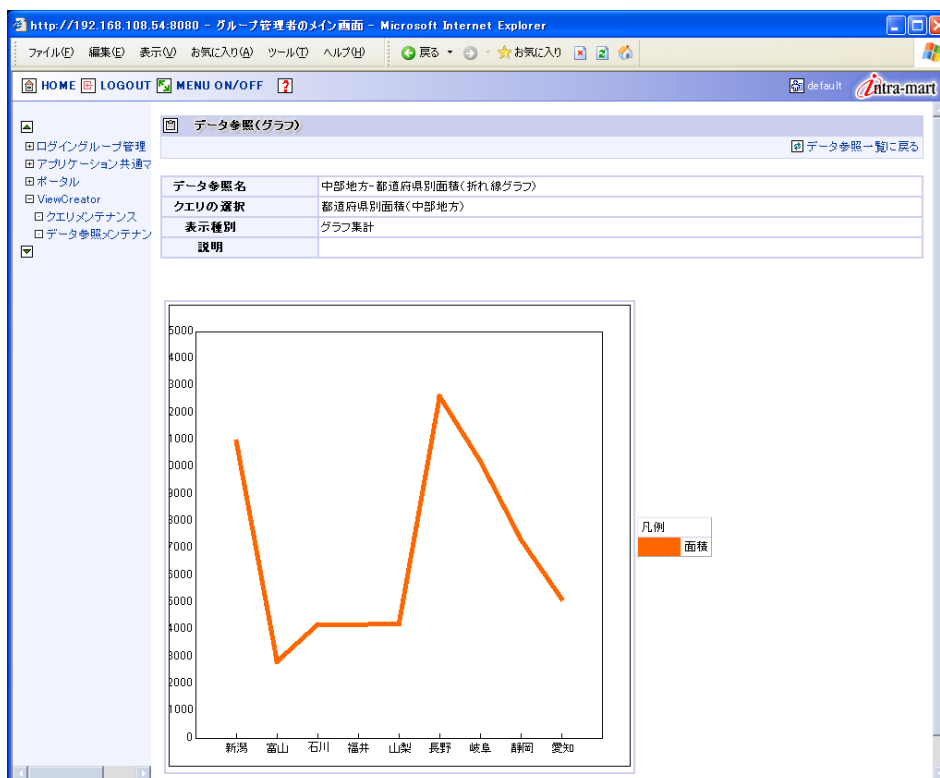 http://192.168.108.54:8080 - グループ管理者のメイン画面 - Microsoft Internet Explorer
ファイル(F) 編集(E) 表示(V) お気に入り(A) ツール(T) ヘルプ(H) 戻る お気に入り
HOME LOGOUT MENU ON/OFF ? default intra-mart
データ参照(グラフ)
データ参照一覧に戻る
ログイングループ管理
アプリケーション共通マ
ポータル
ViewCreator
クエリメンテナンス
データ参照メンテナン
データ参照名 中部地方-都道府県別面積(折れ線グラフ)
クエリの選択 都道府県別面積(中部地方)
表示種別 グラフ集計
説明
5000
4000
3000
2000
1000
0000
9000
8000
7000
6000
5000
4000
3000
2000
1000
0
新潟 富山 石川 福井 山梨 長野 岐阜 静岡 愛知
凡例
面積